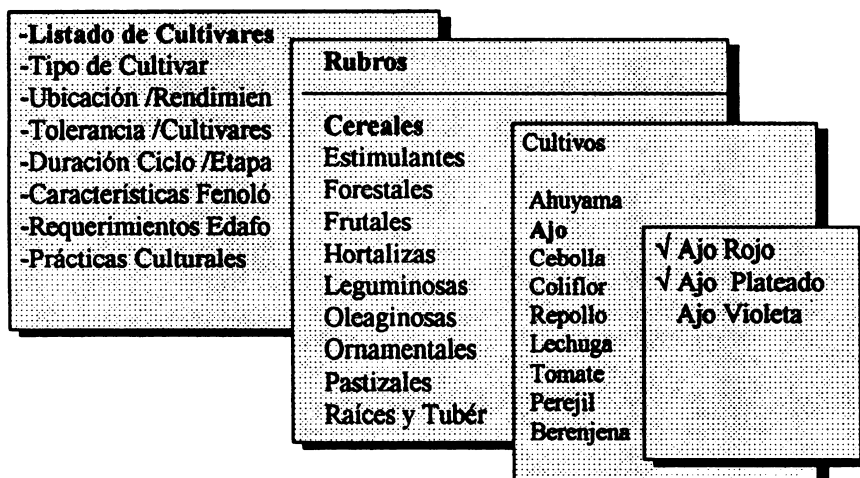 -Listado de Cultivares
-Tipo de Cultivar
-Ubicación /Rendimien
-Tolerancia /Cultivares
-Duración Ciclo /Etapa
-Características Fenoló
-Requerimientos Edafo
-Prácticas Culturales
Rubros
Cereales
Estimulantes
Forestales
Frutales
Hortalizas
Leguminosas
Oleaginosas
Ornamentales
Pastizales
Raíces y Tubér
Cultivos
Ahuyama
Ajo
Cebolla
Coliflor
Repollo
Lechuga
Tomate
Perejil
Berenjena
√ Ajo Rojo
√ Ajo Plateado
Ajo Violeta